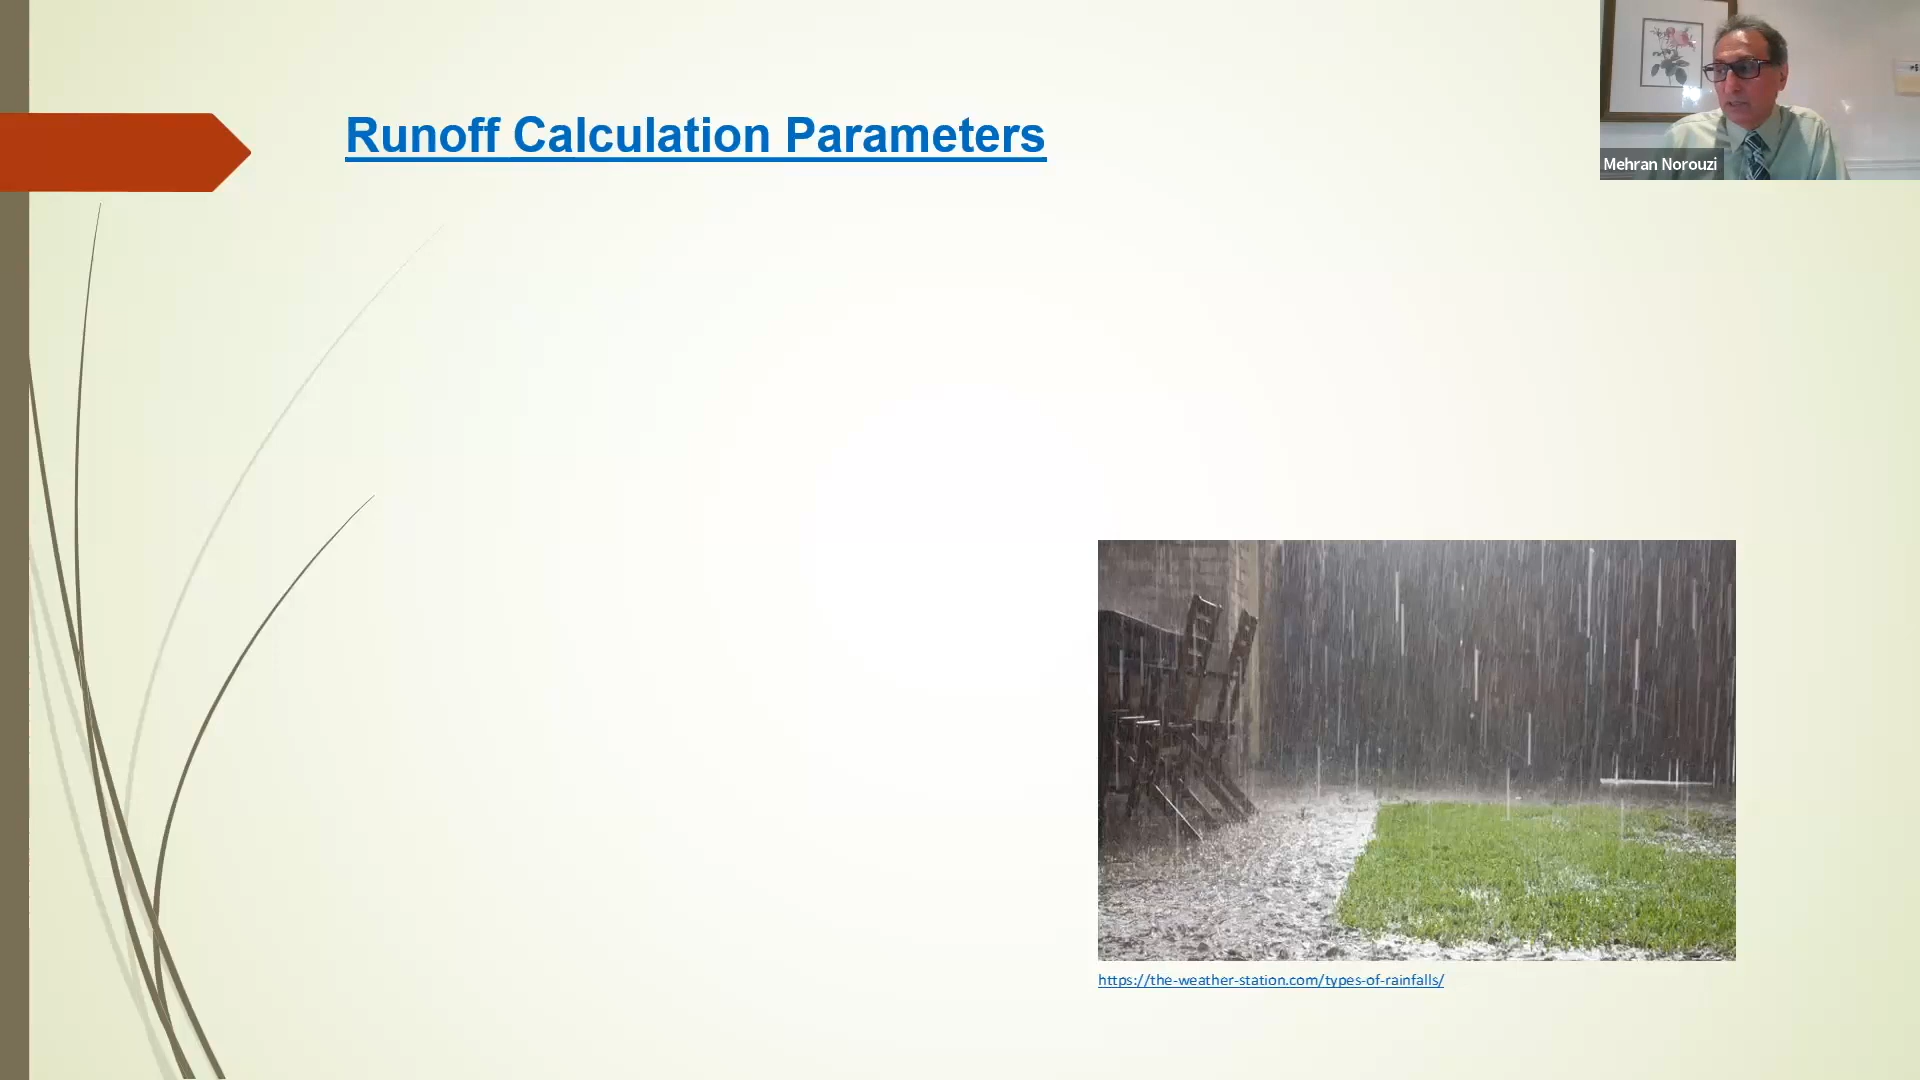 Runoff Calculation Parameters
Mehran Norouzi
https://the-weather-station.com/types-of-rainfalls/